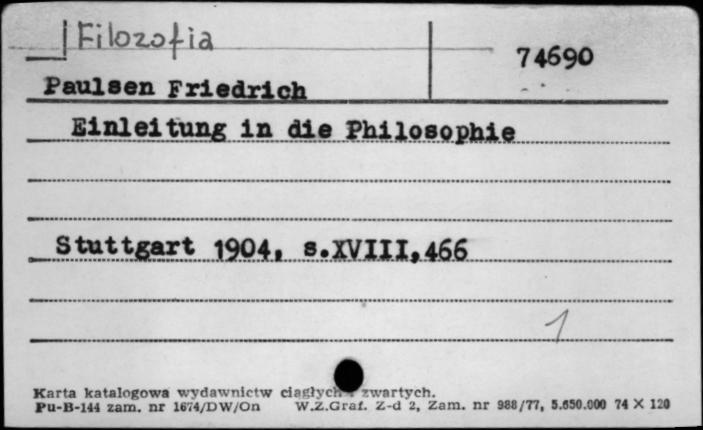 Filozofia
74690
Paulsen Friedrich
Einleitung in die Philosophie
Stuttgart 1904, s.XVIII,466
1
Karta katalogowa wydawnictw ciągłych i zwartych.
Pu-B-144 zam. nr 1674/DW/On W.Z.Graf. Z-d 2, Zam. nr 988/77, 5.650.000 74 X 120